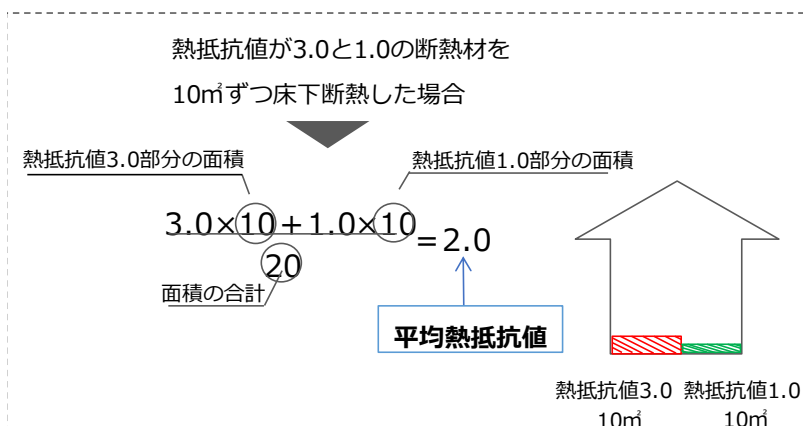 熱抵抗値が3.0と1.0の断熱材を
10㎡ずつ床下断熱した場合
熱抵抗値3.0部分の面積
熱抵抗値1.0部分の面積
3.0×10+1.0×10
=2.0
20
面積の合計
平均熱抵抗値
熱抵抗値3.0 熱抵抗値1.0
10㎡ 10㎡